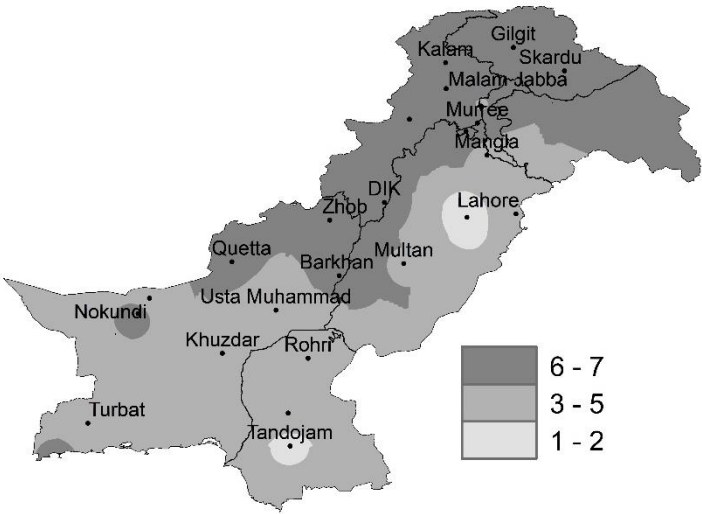 Gilgit
Kalam
Skardu
Malam Jabba
Murree
Mangla
DIK
Lahore
Zhob
Quetta
Multan
Barkhan
Usta Muhammad
Nokundi
Khuzdar
Rohri
Turbat
Tandojam
6 - 7
3 - 5
1 - 2